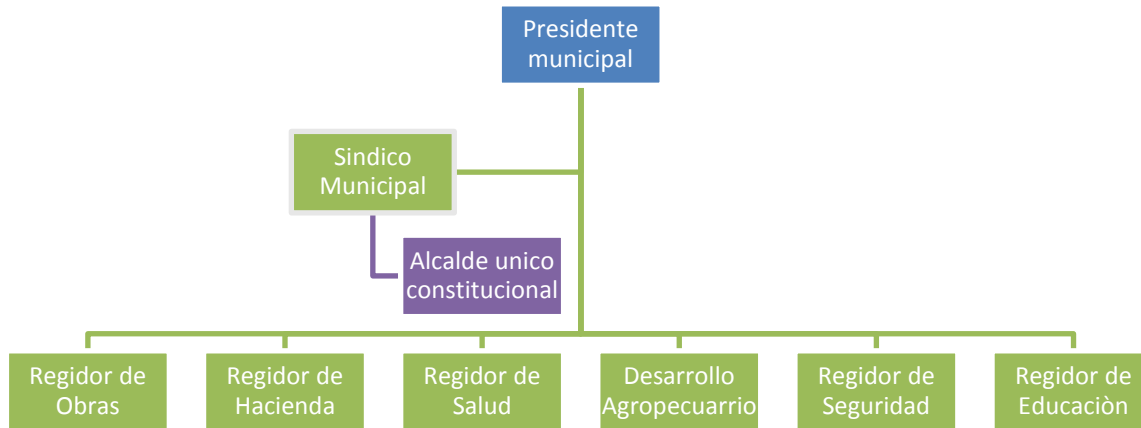 Presidente
municipal
Sindico
Municipal
Alcalde unico
constitucional
Regidor de
Obras
Regidor de
Hacienda
Regidor de
Salud
Desarrollo
Agropecuarrio
Regidor de
Seguridad
Regidor de
Educaciòn